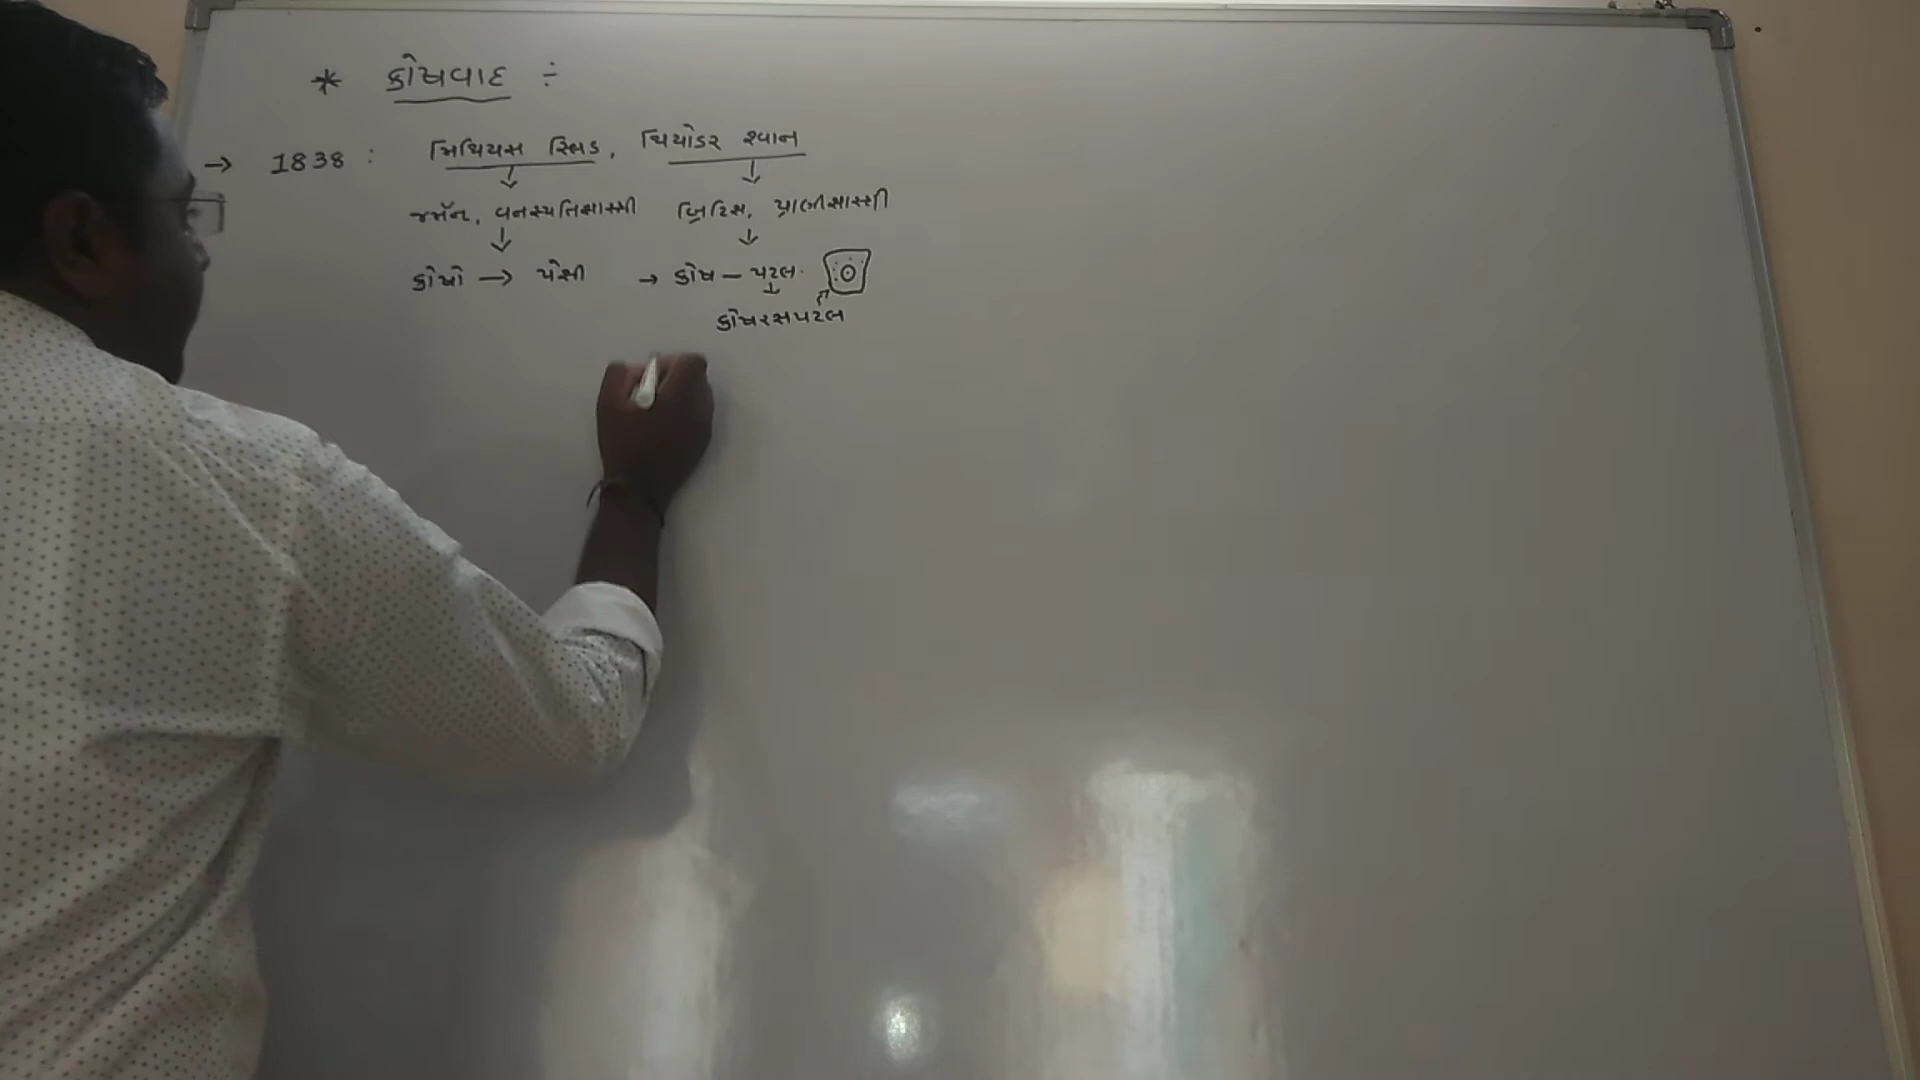 * કોષવાદ ÷
→ 1838 : મિથિયસ સ્લિડ, થિયોડર શ્વાન
જર્મન, વનસ્પતિશાસ્ત્રી બ્રિટિશ, પ્રાણીશાસ્ત્રી
કોષો → પેશી → કોષ – પટલ
કોષરસપટલ